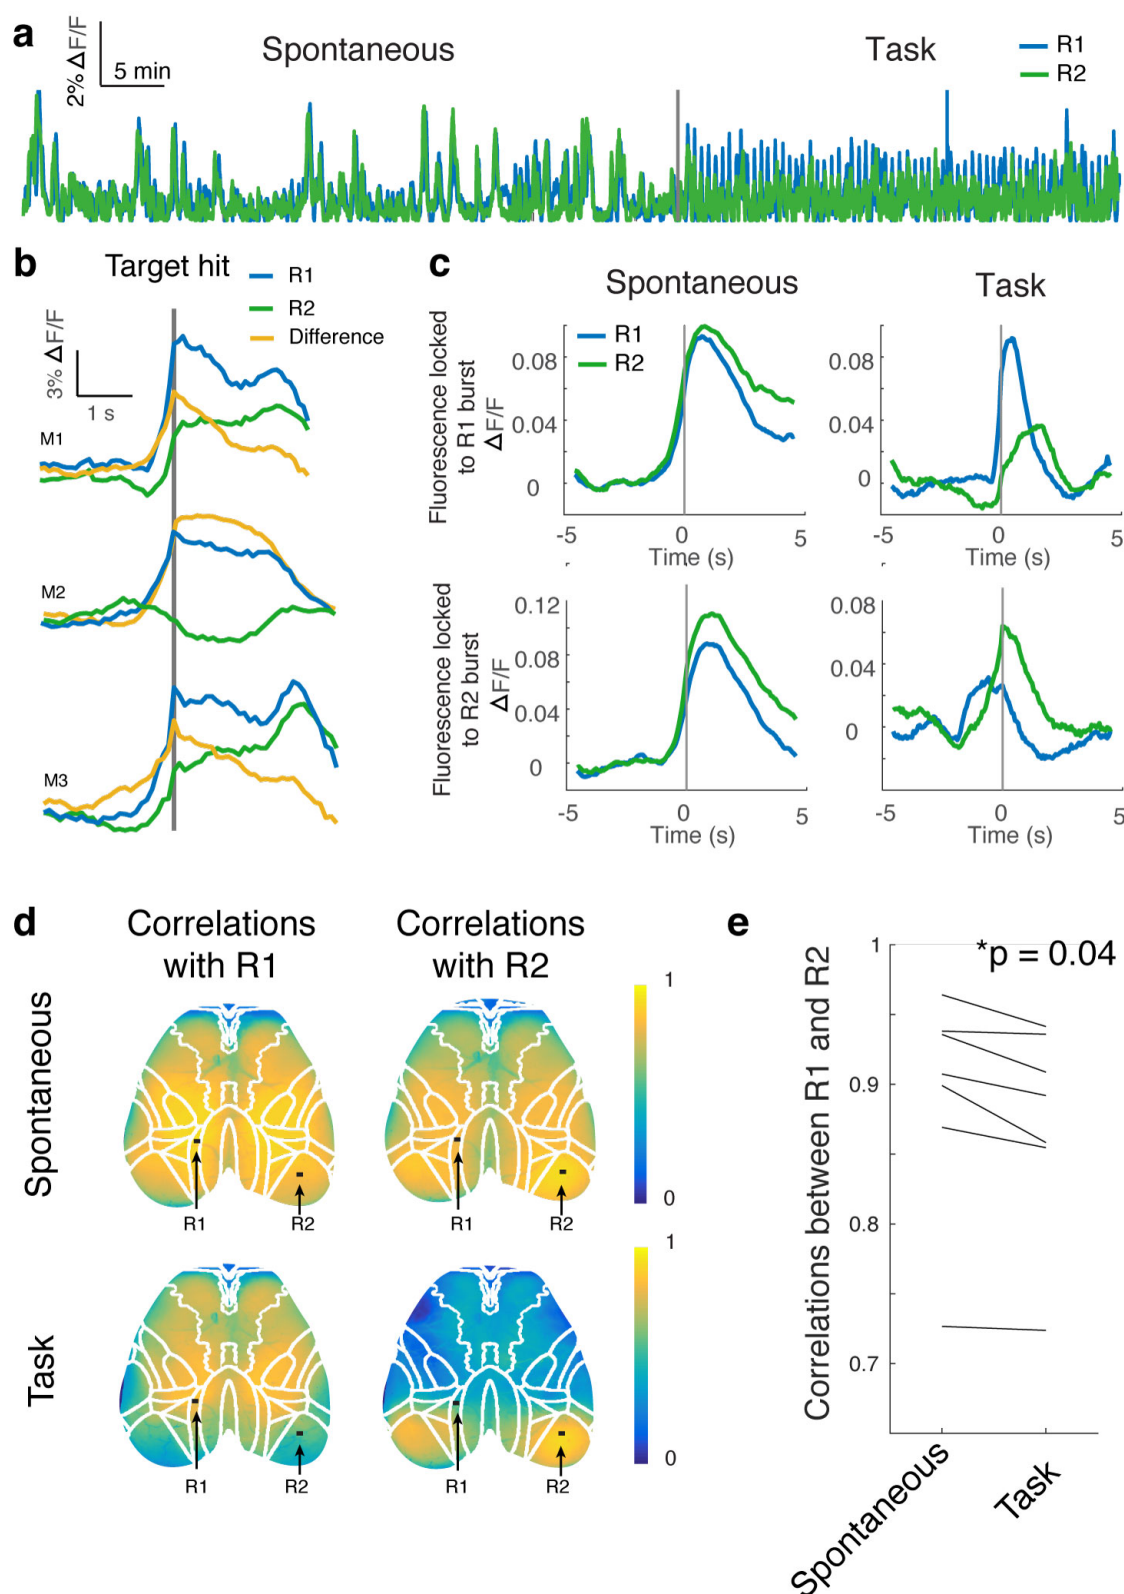 a
2% ΔF/F
5 min
Spontaneous
Task
R1
R2
b
Target hit
R1
R2
Difference
3% ΔF/F
1 s
M1
M2
M3
c
Spontaneous
Task
Fluorescence locked
to R1 burst
ΔF/F
R1
R2
0.08
0.04
0
-5
0
5
Time (s)
0.08
0.04
0
-5
0
5
Time (s)
Fluorescence locked
to R2 burst
ΔF/F
0.12
0.08
0.04
0
-5
0
5
Time (s)
0.08
0.04
0
-5
0
5
Time (s)
d
Correlations
with R1
Correlations
with R2
Spontaneous
R1
R2
R1
R2
1
0
Task
R1
R2
R1
R2
1
0
e
Correlations between R1 and R2
*p = 0.04
1
0.9
0.8
0.7
Spontaneous
Task